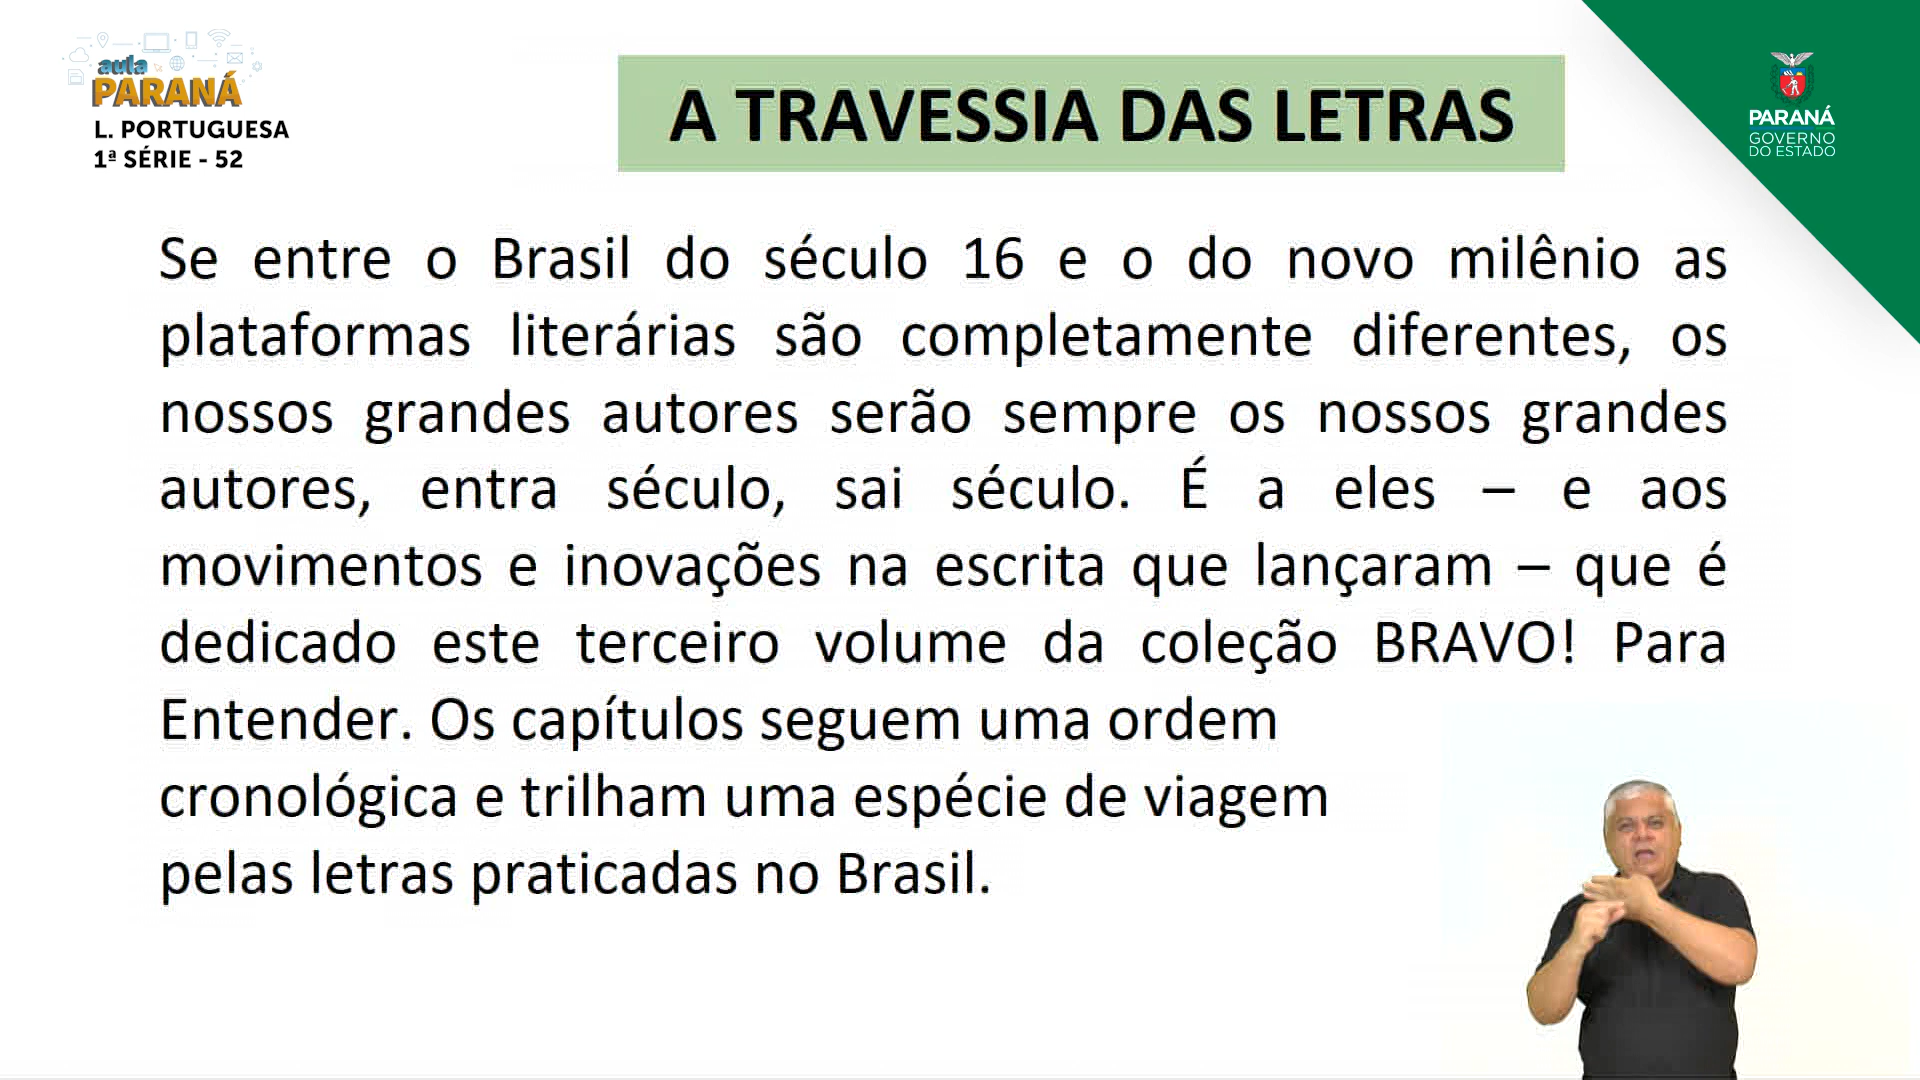 aula
PARANÁ
L. PORTUGUESA
1ª SÉRIE - 52
A TRAVESSIA DAS LETRAS
PARANÁ
GOVERNO
DO ESTADO
Se entre o Brasil do século 16 e o do novo milênio as
plataformas literárias são completamente diferentes, os
nossos grandes autores serão sempre os nossos grandes
autores, entra século, sai século. É a eles – e aos
movimentos e inovações na escrita que lançaram – que é
dedicado este terceiro volume da coleção BRAVO! Para
Entender. Os capítulos seguem uma ordem
cronológica e trilham uma espécie de viagem
pelas letras praticadas no Brasil.